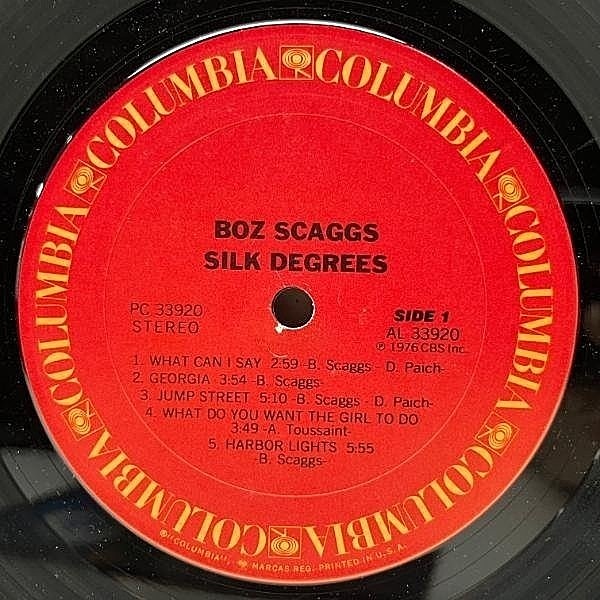 COLUMBIA COLUMBIA COLUMBIA COLUMBIA COLUMBIA COLUMBIA
BOZ SCAGGS
SILK DEGREES
PC 33920
STEREO
SIDE 1
AL 33920
℗ 1976 CBS Inc.
1. WHAT CAN I SAY 2:59 -B. Scaggs - D. Paich-
2. GEORGIA 3:54 -B. Scaggs-
3. JUMP STREET 5:10 -B. Scaggs - D. Paich-
4. WHAT DO YOU WANT THE GIRL TO DO
3:49 -A. Toussaint-
5. HARBOR LIGHTS 5:55
-B. Scaggs-
®"COLUMBIA", MARCAS REG. PRINTED IN U.S.A.